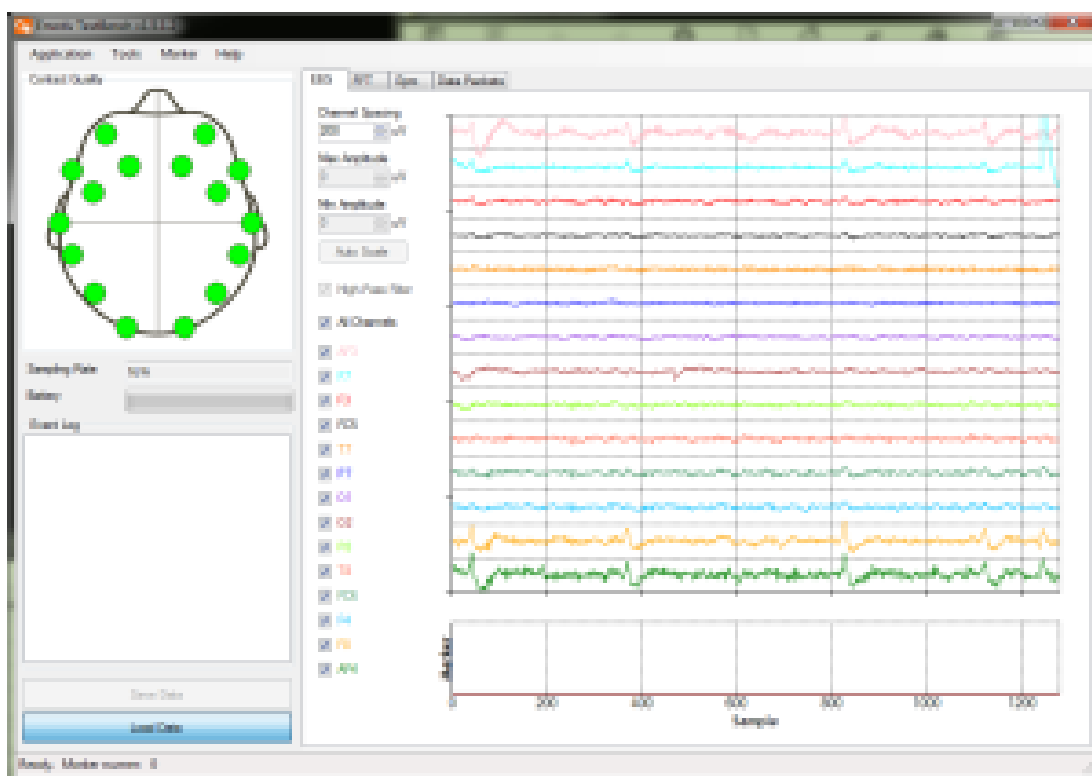 Application Tools Marker Help
Contact Quality
EEG FFT Gyro Data Packets
Channel Spacing
200 uV
Max Amplitude
0 uV
Min Amplitude
0 uV
Auto Scale
High-Pass Filter
All Channels
AF3
F7
F3
FC5
T7
P7
O1
O2
P8
T8
FC6
F4
F8
AF4
Sampling Rate N/A
Battery
Event Log
Save Data
Load Data
Marker
0 200 400 600 800 1000 1200
Sample
Ready. Marker 0